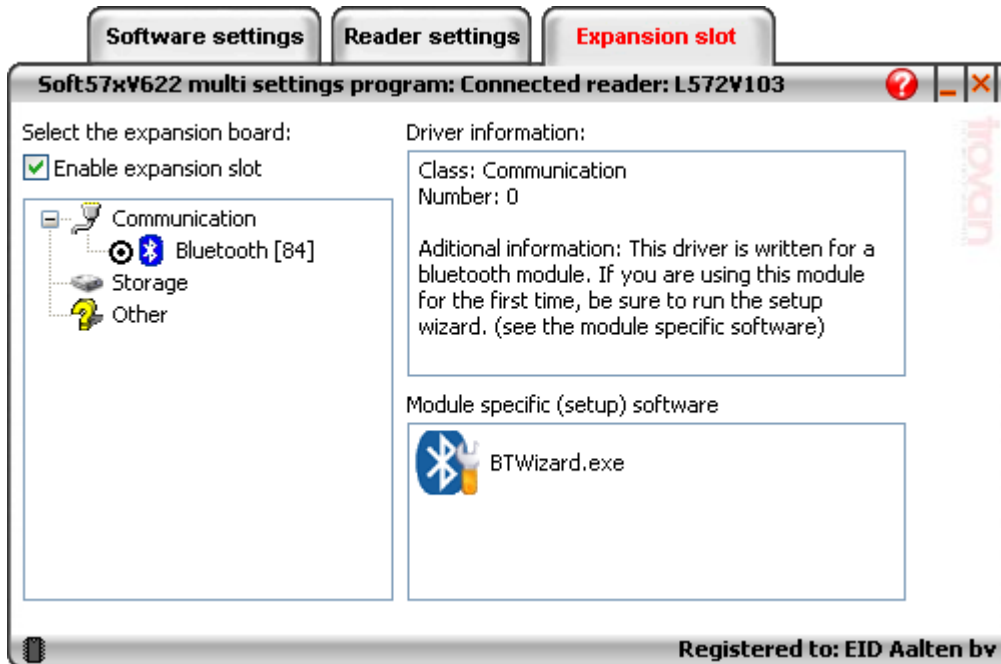 Software settings
Reader settings
Expansion slot
Soft57xV622 multi settings program: Connected reader: L572V103
Select the expansion board:
Enable expansion slot
Communication
Bluetooth [84]
Storage
Other
Driver information:
Class: Communication
Number: 0
Aditional information: This driver is written for a
bluetooth module. If you are using this module
for the first time, be sure to run the setup
wizard. (see the module specific software)
Module specific (setup) software
BTWizard.exe
trovan
Registered to: EID Aalten bv